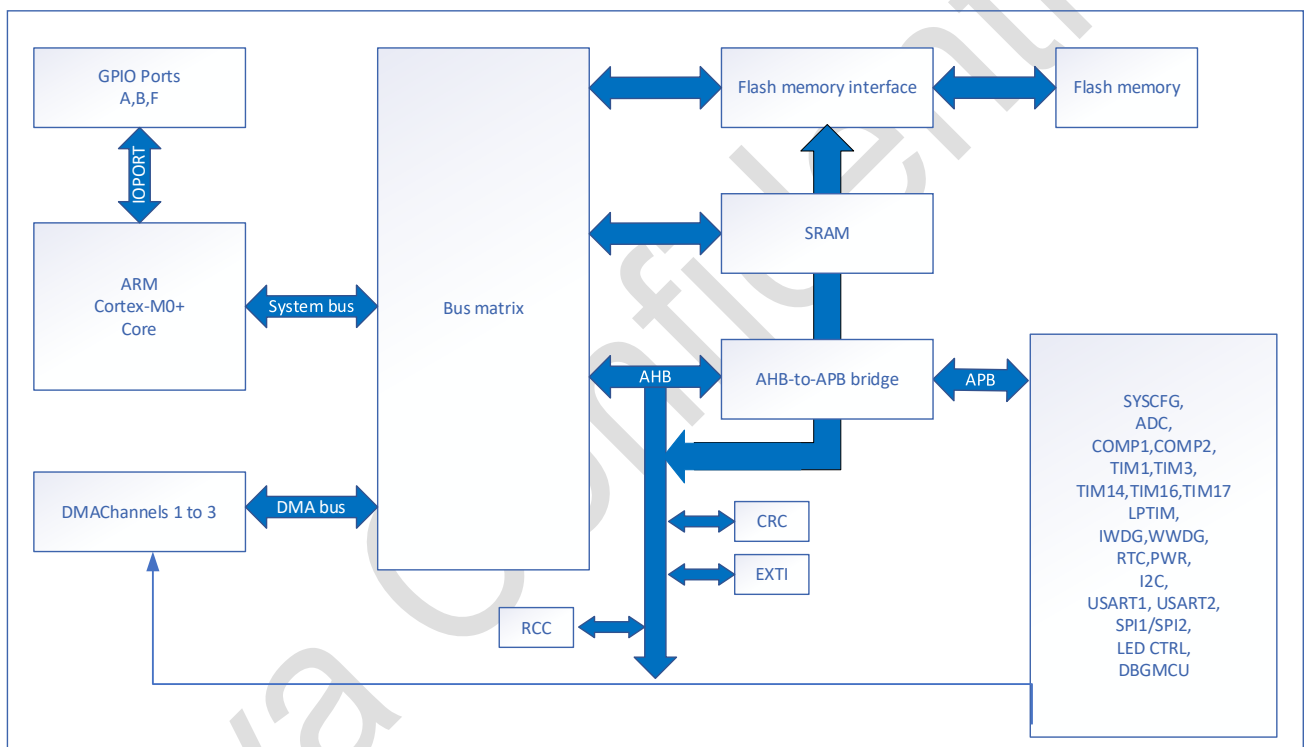 GPIO Ports
A,B,F
IOPORT
ARM
Cortex-M0+
Core
System bus
DMAChannels 1 to 3
DMA bus
Bus matrix
Flash memory interface
Flash memory
SRAM
AHB
AHB-to-APB bridge
APB
CRC
EXTI
RCC
SYSCFG,
ADC,
COMP1,COMP2,
TIM1,TIM3,
TIM14,TIM16,TIM17
LPTIM,
IWDG,WWDG,
RTC,PWR,
I2C,
USART1, USART2,
SPI1/SPI2,
LED CTRL,
DBGMCU